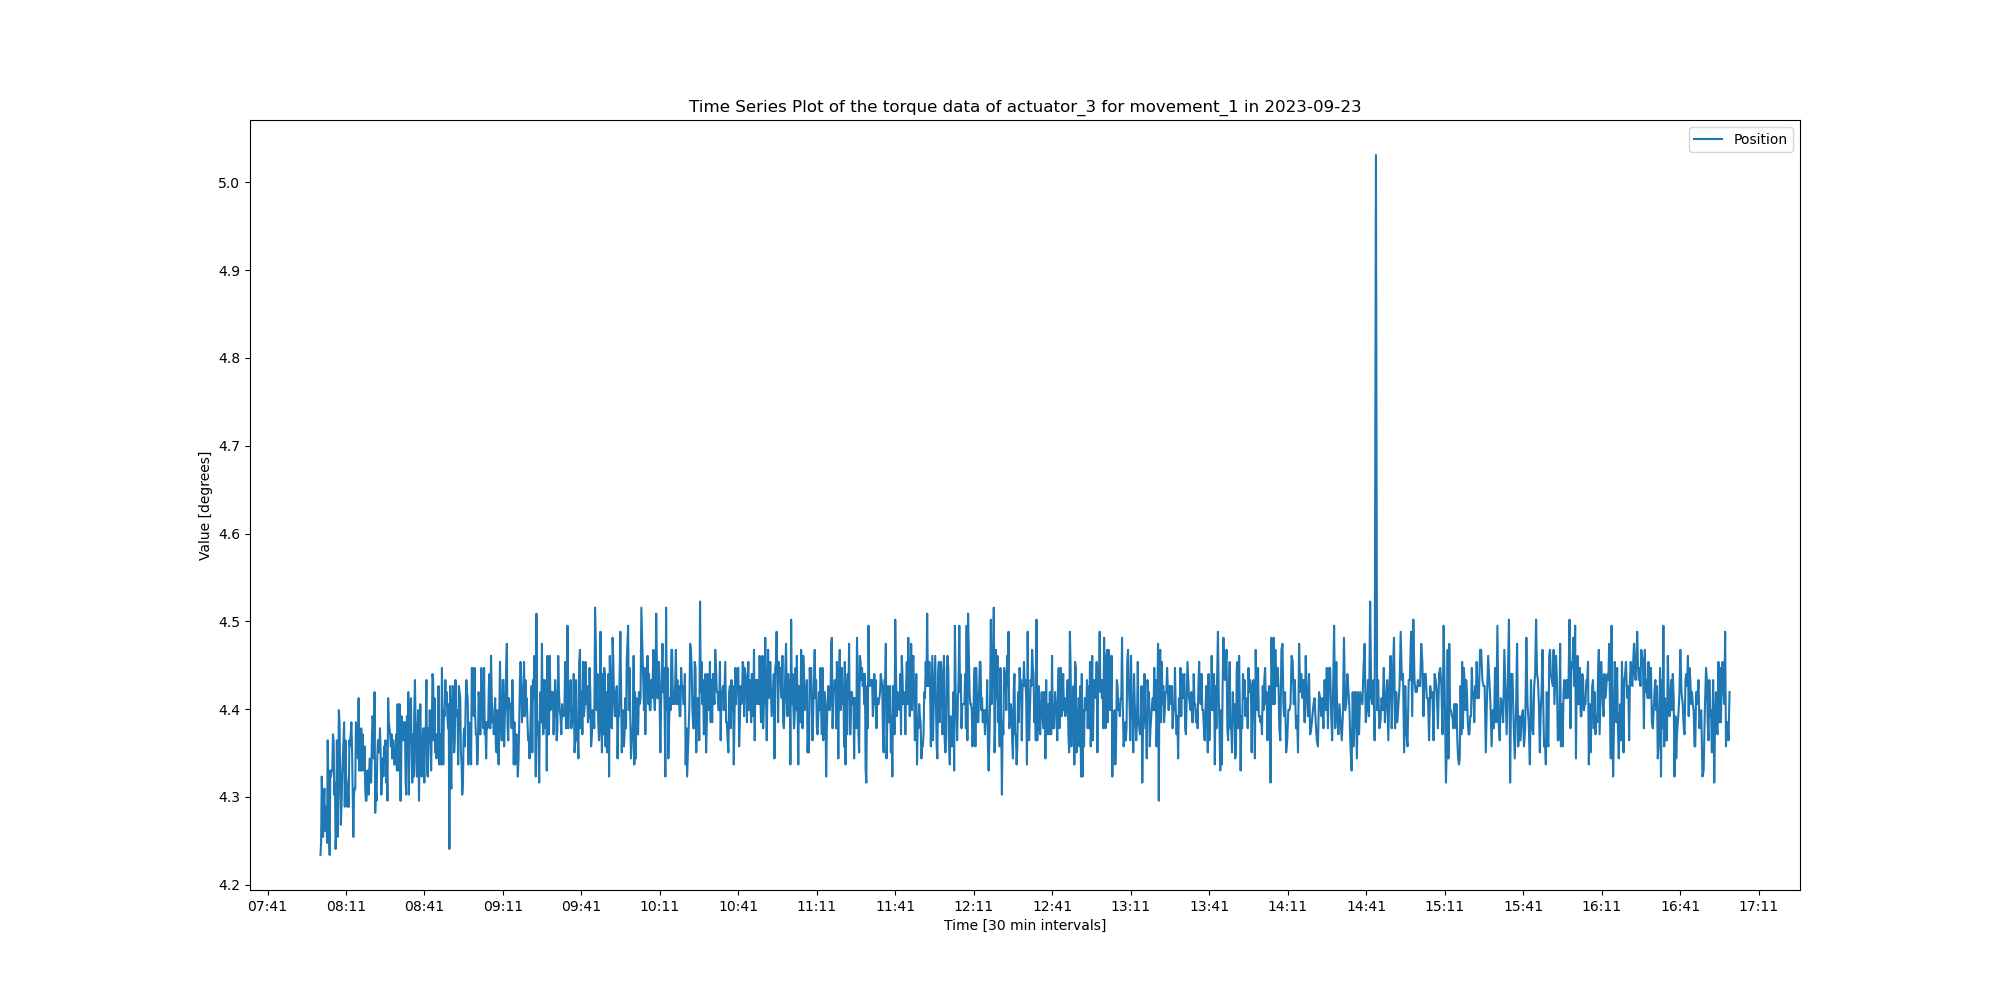 Time Series Plot of the torque data of actuator_3 for movement_1 in 2023-09-23
Position
5.0
4.9
4.8
4.7
4.6
4.5
4.4
4.3
4.2
Value [degrees]
07:41 08:11 08:41 09:11 09:41 10:11 10:41 11:11 11:41 12:11 12:41 13:11 13:41 14:11 14:41 15:11 15:41 16:11 16:41 17:11
Time [30 min intervals]